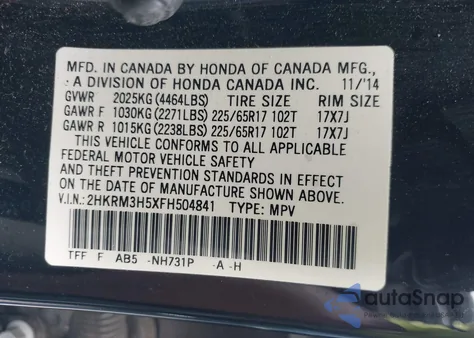 MFD. IN CANADA BY HONDA OF CANADA MFG.,
A DIVISION OF HONDA CANADA INC. 11/14
GVWR 2025KG(4464LBS) TIRE SIZE RIM SIZE
GAWR F 1030KG(2271LBS) 225/65R17 102T 17X7J
GAWR R 1015KG(2238LBS) 225/65R17 102T 17X7J
THIS VEHICLE CONFORMS TO ALL APPLICABLE
FEDERAL MOTOR VEHICLE SAFETY
AND THEFT PREVENTION STANDARDS IN EFFECT
ON THE DATE OF MANUFACTURE SHOWN ABOVE.
V.I.N.:2HKRM3H5XFH504841 TYPE: MPV
TFF F AB5 -NH731P -A -H
autoSnap